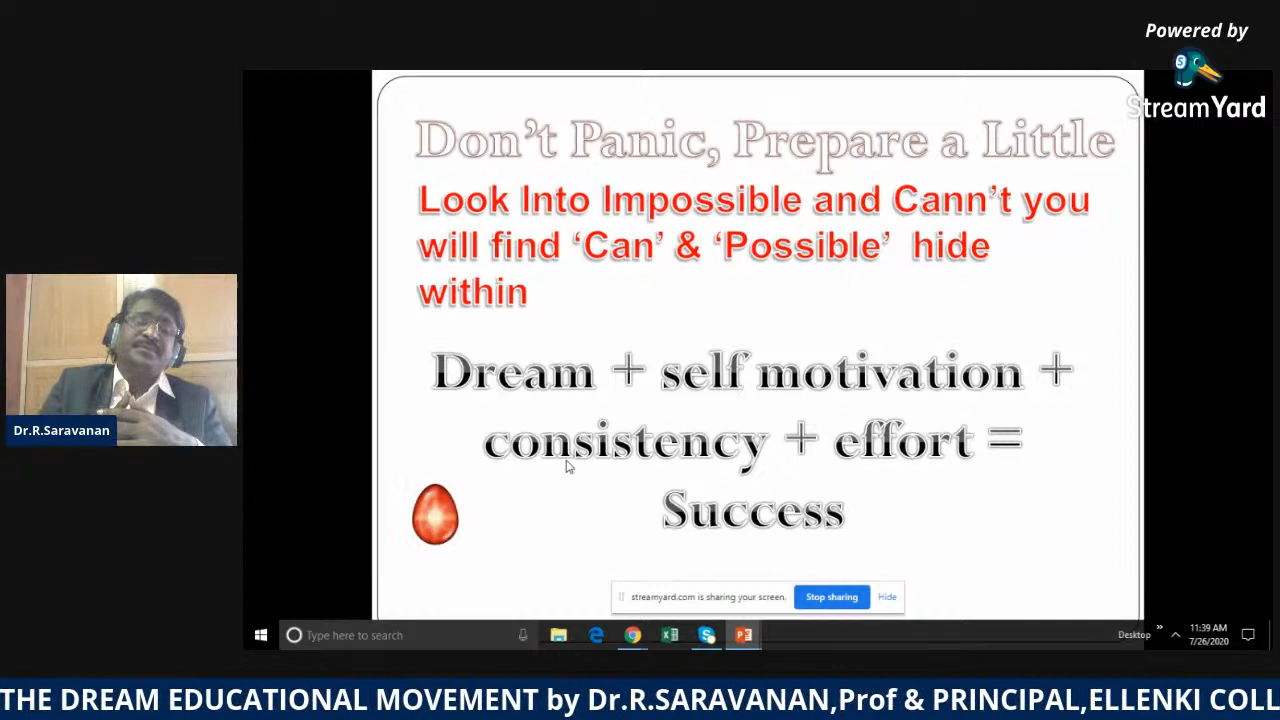 Powered by
StreamYard
Don't Panic, Prepare a Little
Look Into Impossible and Cann't you
will find 'Can' & 'Possible' hide
within
Dream + self motivation +
consistency + effort =
Success
Dr.R.Saravanan
streamyard.com is sharing your screen. Stop sharing Hide
Type here to search
Desktop
11:39 AM
7/26/2020
THE DREAM EDUCATIONAL MOVEMENT by Dr.R.SARAVANAN,Prof & PRINCIPAL,ELLENKI COLL